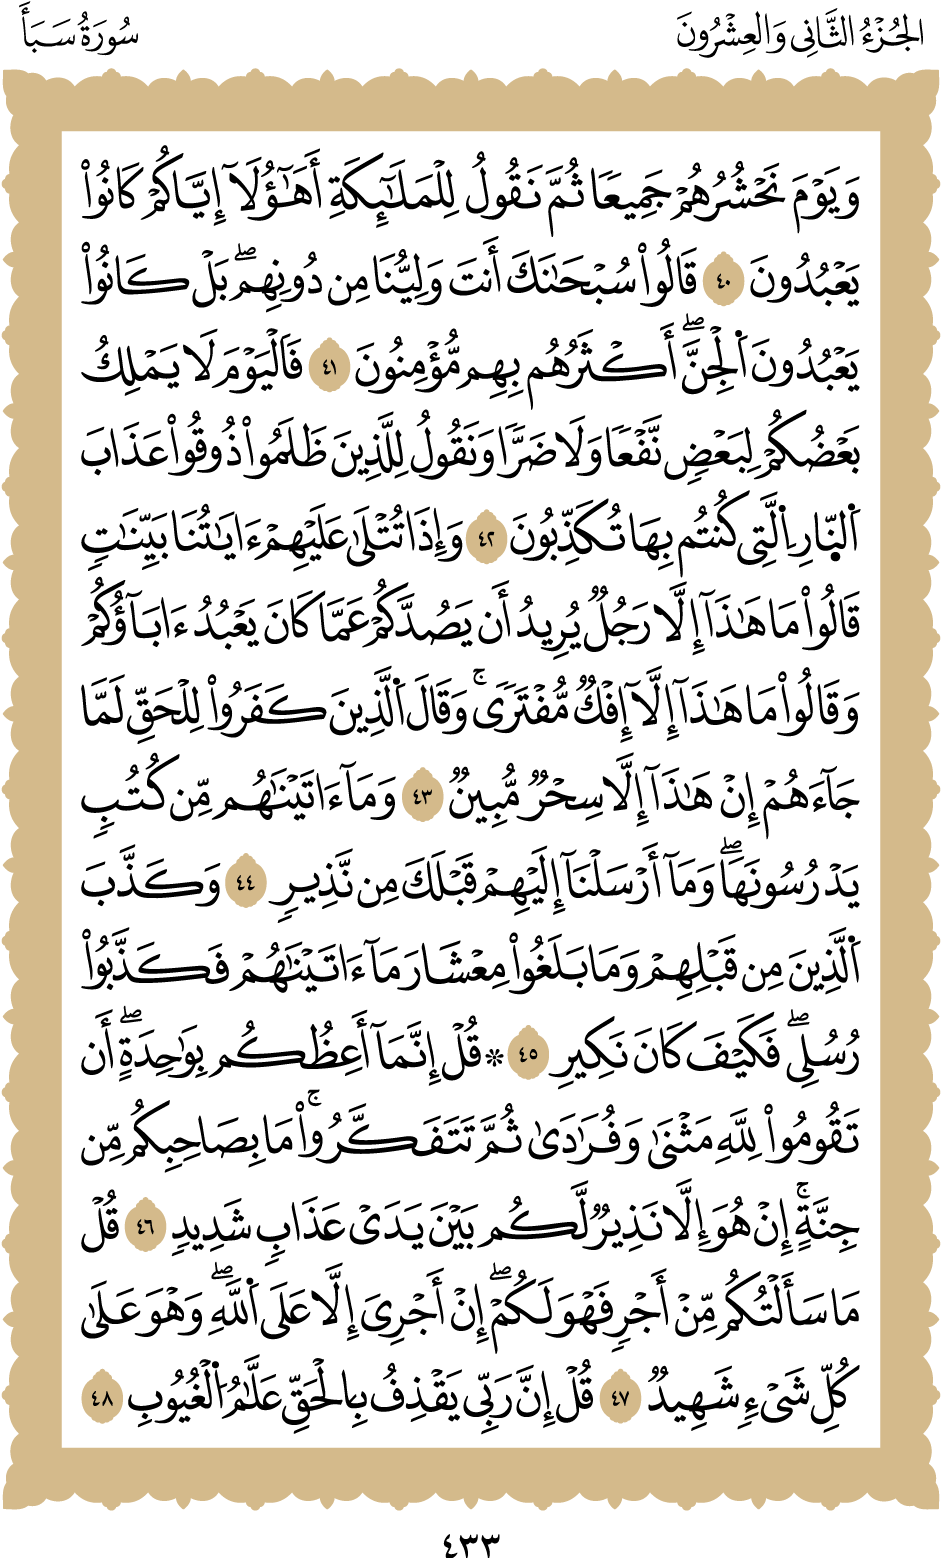 الجُزْءُ الثَّانِي وَالعِشْرُونَ
سُورَةُ سَبَأ
وَيَوْمَ نَحْشُرُهُمْ جَمِيعًا ثُمَّ نَقُولُ لِلْمَلَٰٓئِكَةِ أَهَٰٓؤُلَآءِ إِيَّاكُمْ كَانُوا۟
يَعْبُدُونَ ٤٠ قَالُوا۟ سُبْحَٰنَكَ أَنتَ وَلِيُّنَا مِن دُونِهِمۖ بَلْ كَانُوا۟
يَعْبُدُونَ ٱلْجِنَّۖ أَكْثَرُهُم بِهِم مُّؤْمِنُونَ ٤١ فَٱلْيَوْمَ لَا يَمْلِكُ
بَعْضُكُمْ لِبَعْضٍ نَّفْعًا وَلَا ضَرًّا وَنَقُولُ لِلَّذِينَ ظَلَمُوا۟ ذُوقُوا۟ عَذَابَ
ٱلنَّارِ ٱلَّتِى كُنتُم بِهَا تُكَذِّبُونَ ٤٢ وَإِذَا تُتْلَىٰ عَلَيْهِمْ ءَايَٰتُنَا بَيِّنَٰتٍ
قَالُوا۟ مَا هَٰذَآ إِلَّا رَجُلٌ يُرِيدُ أَن يَصُدَّكُمْ عَمَّا كَانَ يَعْبُدُ ءَابَآؤُكُمْ
وَقَالُوا۟ مَا هَٰذَآ إِلَّآ إِفْكٌ مُّفْتَرًىۚ وَقَالَ ٱلَّذِينَ كَفَرُوا۟ لِلْحَقِّ لَمَّا
جَآءَهُمْ إِنْ هَٰذَآ إِلَّا سِحْرٌ مُّبِينٌ ٤٣ وَمَآ ءَاتَيْنَٰهُم مِّن كُتُبٍ
يَدْرُسُونَهَاۖ وَمَآ أَرْسَلْنَآ إِلَيْهِمْ قَبْلَكَ مِن نَّذِيرٍ ٤٤ وَكَذَّبَ
ٱلَّذِينَ مِن قَبْلِهِمْ وَمَا بَلَغُوا۟ مِعْشَارَ مَآ ءَاتَيْنَٰهُمْ فَكَذَّبُوا۟
رُسُلِىۖ فَكَيْفَ كَانَ نَكِيرِ ٤٥ ۞ قُلْ إِنَّمَآ أَعِظُكُم بِوَٰحِدَةٍۖ أَن
تَقُومُوا۟ لِلَّهِ مَثْنَىٰ وَفُرَٰدَىٰ ثُمَّ تَتَفَكَّرُوا۟ۚ مَا بِصَاحِبِكُم مِّن
جِنَّةٍۚ إِنْ هُوَ إِلَّا نَذِيرٌ لَّكُم بَيْنَ يَدَىْ عَذَابٍ شَدِيدٍ ٤٦ قُلْ
مَا سَأَلْتُكُم مِّنْ أَجْرٍ فَهُوَ لَكُمْۖ إِنْ أَجْرِىَ إِلَّا عَلَى ٱللَّهِۖ وَهُوَ عَلَىٰ
كُلِّ شَىْءٍ شَهِيدٌ ٤٧ قُلْ إِنَّ رَبِّى يَقْذِفُ بِٱلْحَقِّ عَلَّٰمُ ٱلْغُيُوبِ ٤٨
٤٣٣